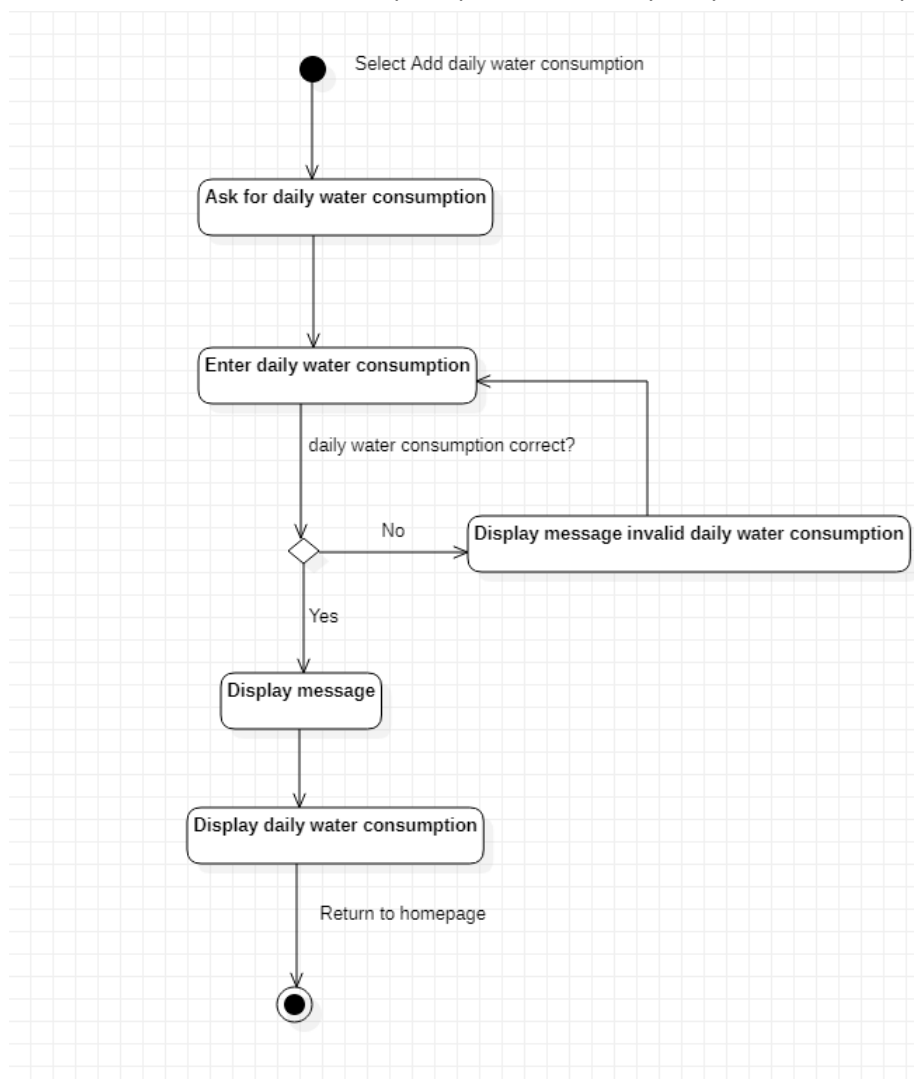 Select Add daily water consumption
Ask for daily water consumption
Enter daily water consumption
daily water consumption correct?
No
Display message invalid daily water consumption
Yes
Display message
Display daily water consumption
Return to homepage